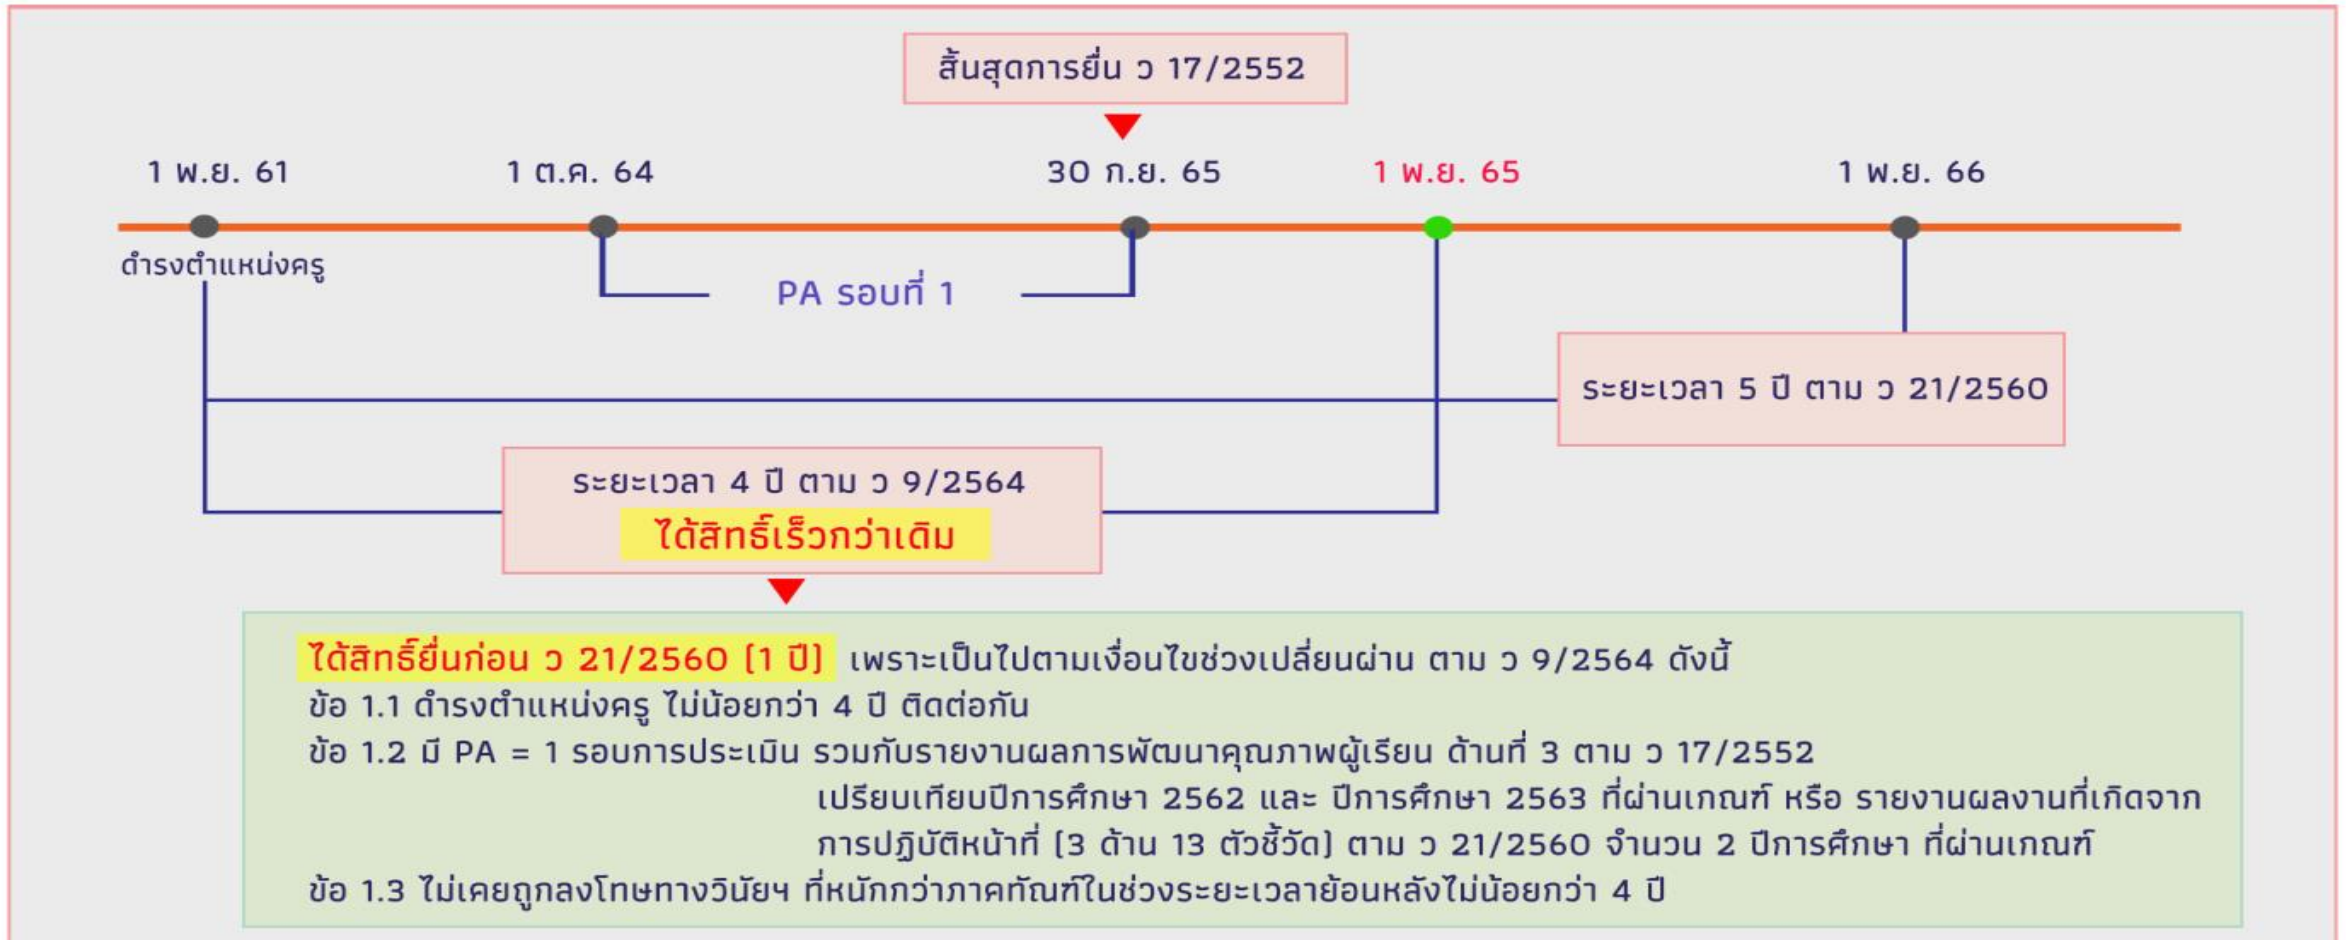 สิ้นสุดการยื่น ว 17/2552
1 พ.ย. 61
1 ต.ค. 64
30 ก.ย. 65
1 พ.ย. 65
1 พ.ย. 66
ดำรงตำแหน่งครู
PA รอบที่ 1
ระยะเวลา 5 ปี ตาม ว 21/2560
ระยะเวลา 4 ปี ตาม ว 9/2564
ได้สิทธิ์เร็วกว่าเดิม
ได้สิทธิ์ยื่นก่อน ว 21/2560 (1 ปี) เพราะเป็นไปตามเงื่อนไขช่วงเปลี่ยนผ่าน ตาม ว 9/2564 ดังนี้
ข้อ 1.1 ดำรงตำแหน่งครู ไม่น้อยกว่า 4 ปี ติดต่อกัน
ข้อ 1.2 มี PA = 1 รอบการประเมิน รวมกับรายงานผลการพัฒนาคุณภาพผู้เรียน ด้านที่ 3 ตาม ว 17/2552
เปรียบเทียบปีการศึกษา 2562 และ ปีการศึกษา 2563 ที่ผ่านเกณฑ์ หรือ รายงานผลงานที่เกิดจาก
การปฏิบัติหน้าที่ (3 ด้าน 13 ตัวชี้วัด) ตาม ว 21/2560 จำนวน 2 ปีการศึกษา ที่ผ่านเกณฑ์
ข้อ 1.3 ไม่เคยถูกลงโทษทางวินัยฯ ที่หนักกว่าภาคทัณฑ์ในช่วงระยะเวลาย้อนหลังไม่น้อยกว่า 4 ปี